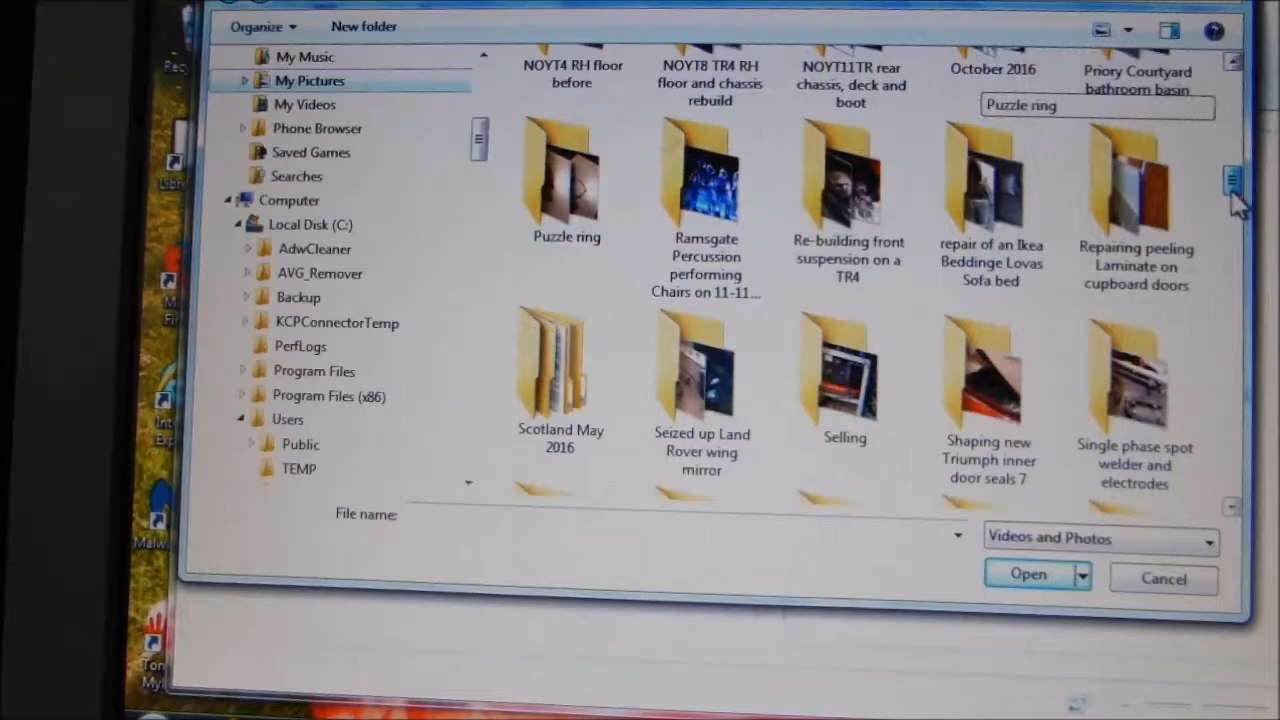 Organize
New folder
My Music
My Pictures
My Videos
Phone Browser
Saved Games
Searches
Computer
Local Disk (C:)
AdwCleaner
AVG_Remover
Backup
KCPConnectorTemp
PerfLogs
Program Files
Program Files (x86)
Users
Public
TEMP
NOYT4 RH floor
before
NOYT8 TR4 RH
floor and chassis
rebuild
NOYT11TR rear
chassis, deck and
boot
October 2016
Priory Courtyard
bathroom basin
Puzzle ring
Puzzle ring
Ramsgate
Percussion
performing
Chairs on 11-11...
Re-building front
suspension on a
TR4
repair of an Ikea
Beddinge Lovas
Sofa bed
Repairing peeling
Laminate on
cupboard doors
Scotland May
2016
Seized up Land
Rover wing
mirror
Selling
Shaping new
Triumph inner
door seals 7
Single phase spot
welder and
electrodes
File name:
Videos and Photos
Open
Cancel